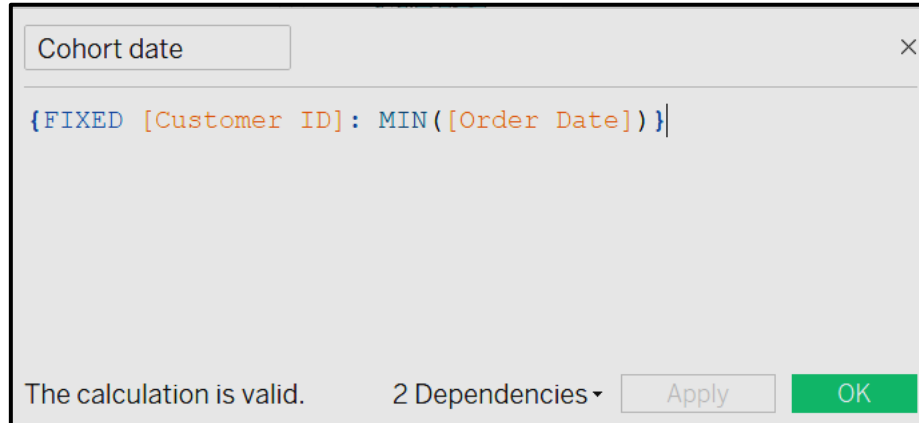 Cohort date
{FIXED [Customer ID]: MIN([Order Date])}
The calculation is valid. 2 Dependencies Apply OK